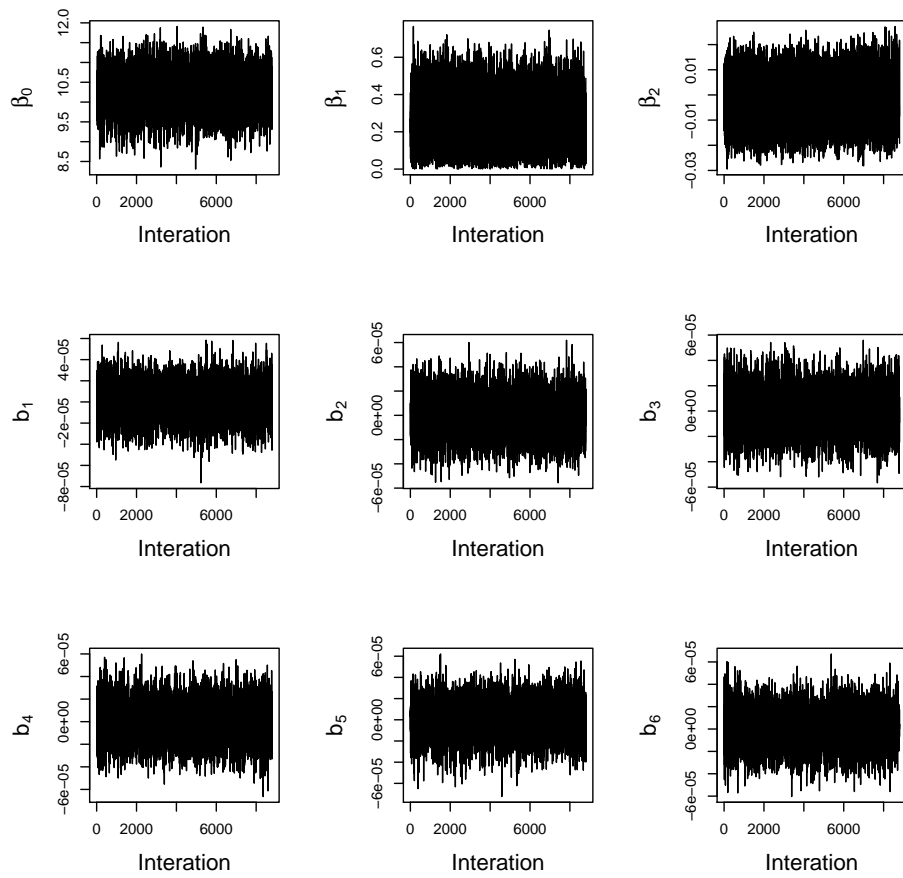 β0
12.0
10.5
9.5
8.5
0 2000 6000
Interation
β1
0.6
0.4
0.2
0.0
0 2000 6000
Interation
β2
0.01
−0.01
−0.03
0 2000 6000
Interation
b1
4e−05
−2e−05
−8e−05
0 2000 6000
Interation
b2
6e−05
0e+00
−6e−05
0 2000 6000
Interation
b3
6e−05
0e+00
−6e−05
0 2000 6000
Interation
b4
6e−05
0e+00
−6e−05
0 2000 6000
Interation
b5
6e−05
0e+00
−6e−05
0 2000 6000
Interation
b6
6e−05
0e+00
−6e−05
0 2000 6000
Interation